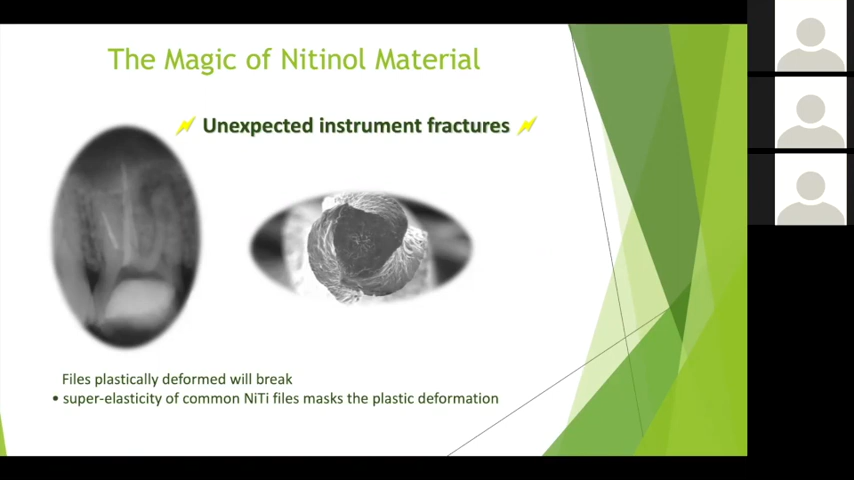 The Magic of Nitinol Material
Unexpected instrument fractures
Files plastically deformed will break
• super-elasticity of common NiTi files masks the plastic deformation